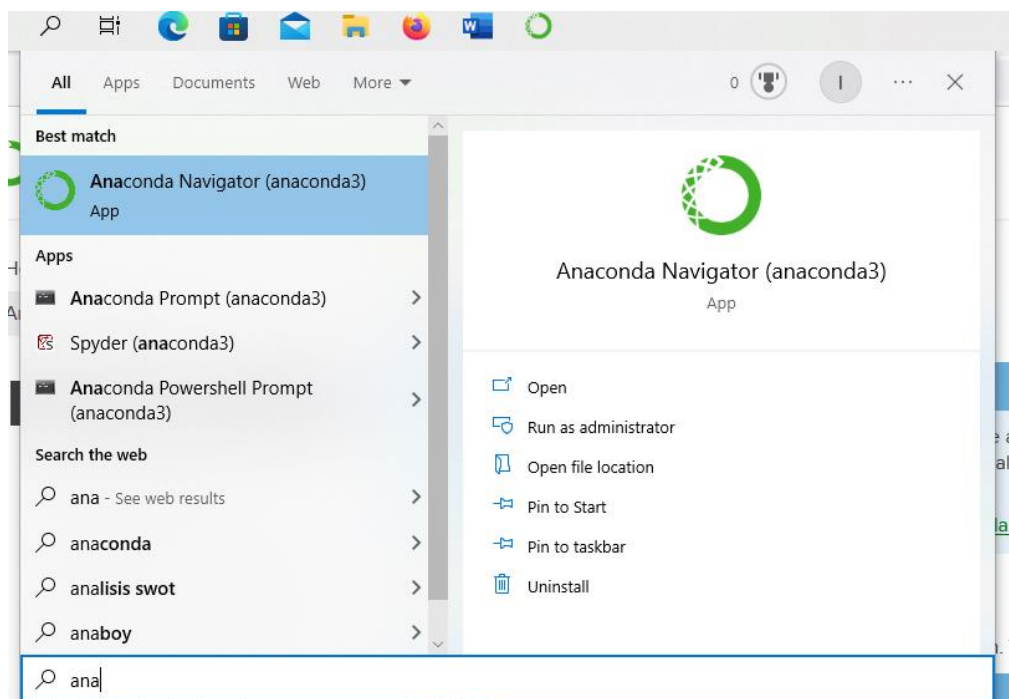 All Apps Documents Web More 0 I ...
Best match
Anaconda Navigator (anaconda3)
App
Apps
Anaconda Prompt (anaconda3)
Spyder (anaconda3)
Anaconda Powershell Prompt
(anaconda3)
Search the web
ana - See web results
anaconda
analisis swot
anaboy
ana
Anaconda Navigator (anaconda3)
App
Open
Run as administrator
Open file location
Pin to Start
Pin to taskbar
Uninstall